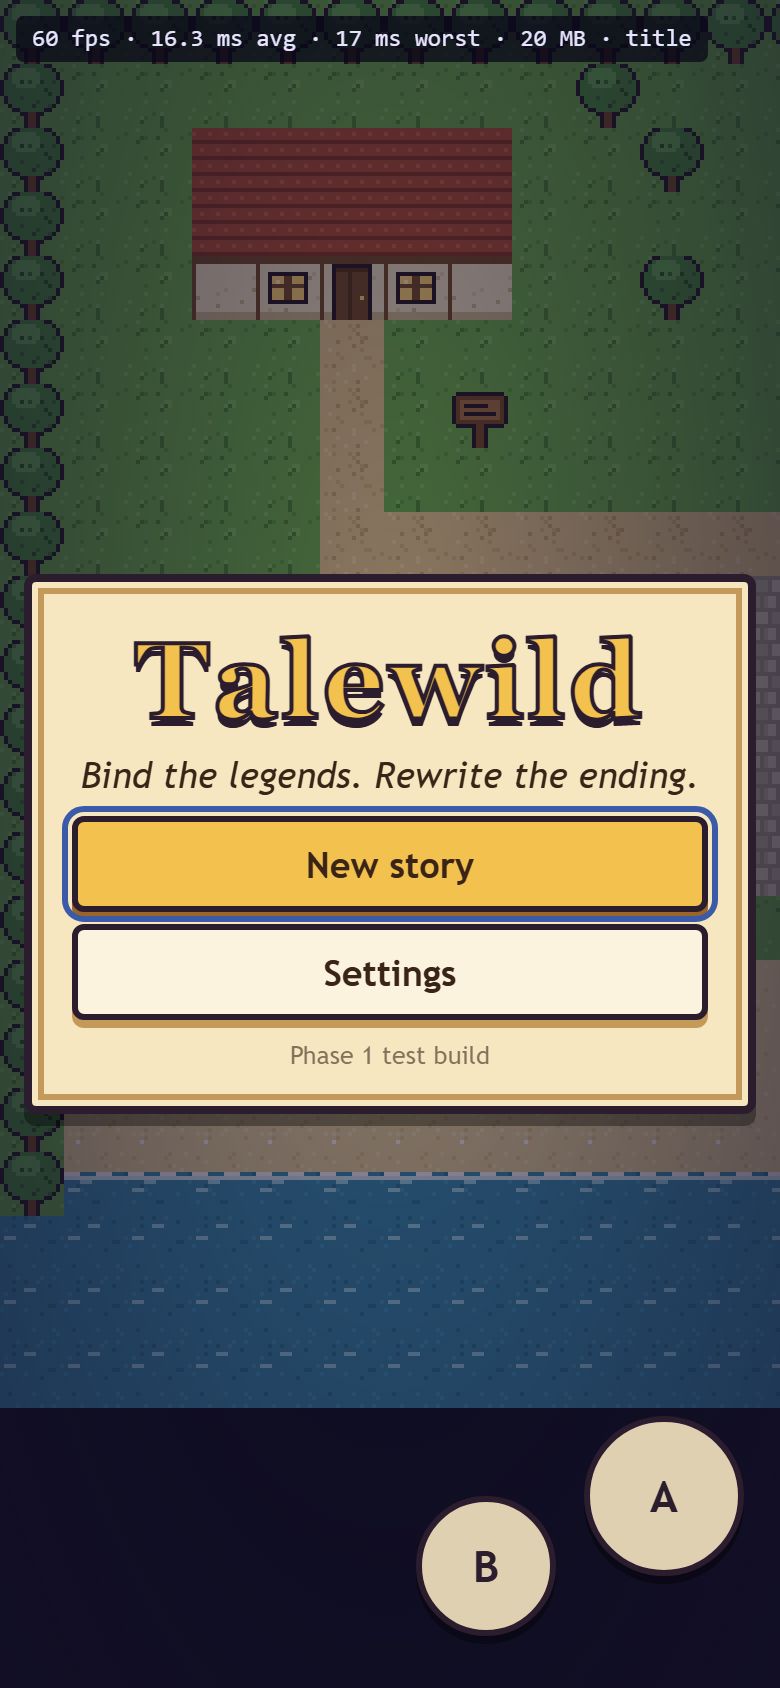 60 fps · 16.3 ms avg · 17 ms worst · 20 MB · title
Talewild
Bind the legends. Rewrite the ending.
New story
Settings
Phase 1 test build
A
B